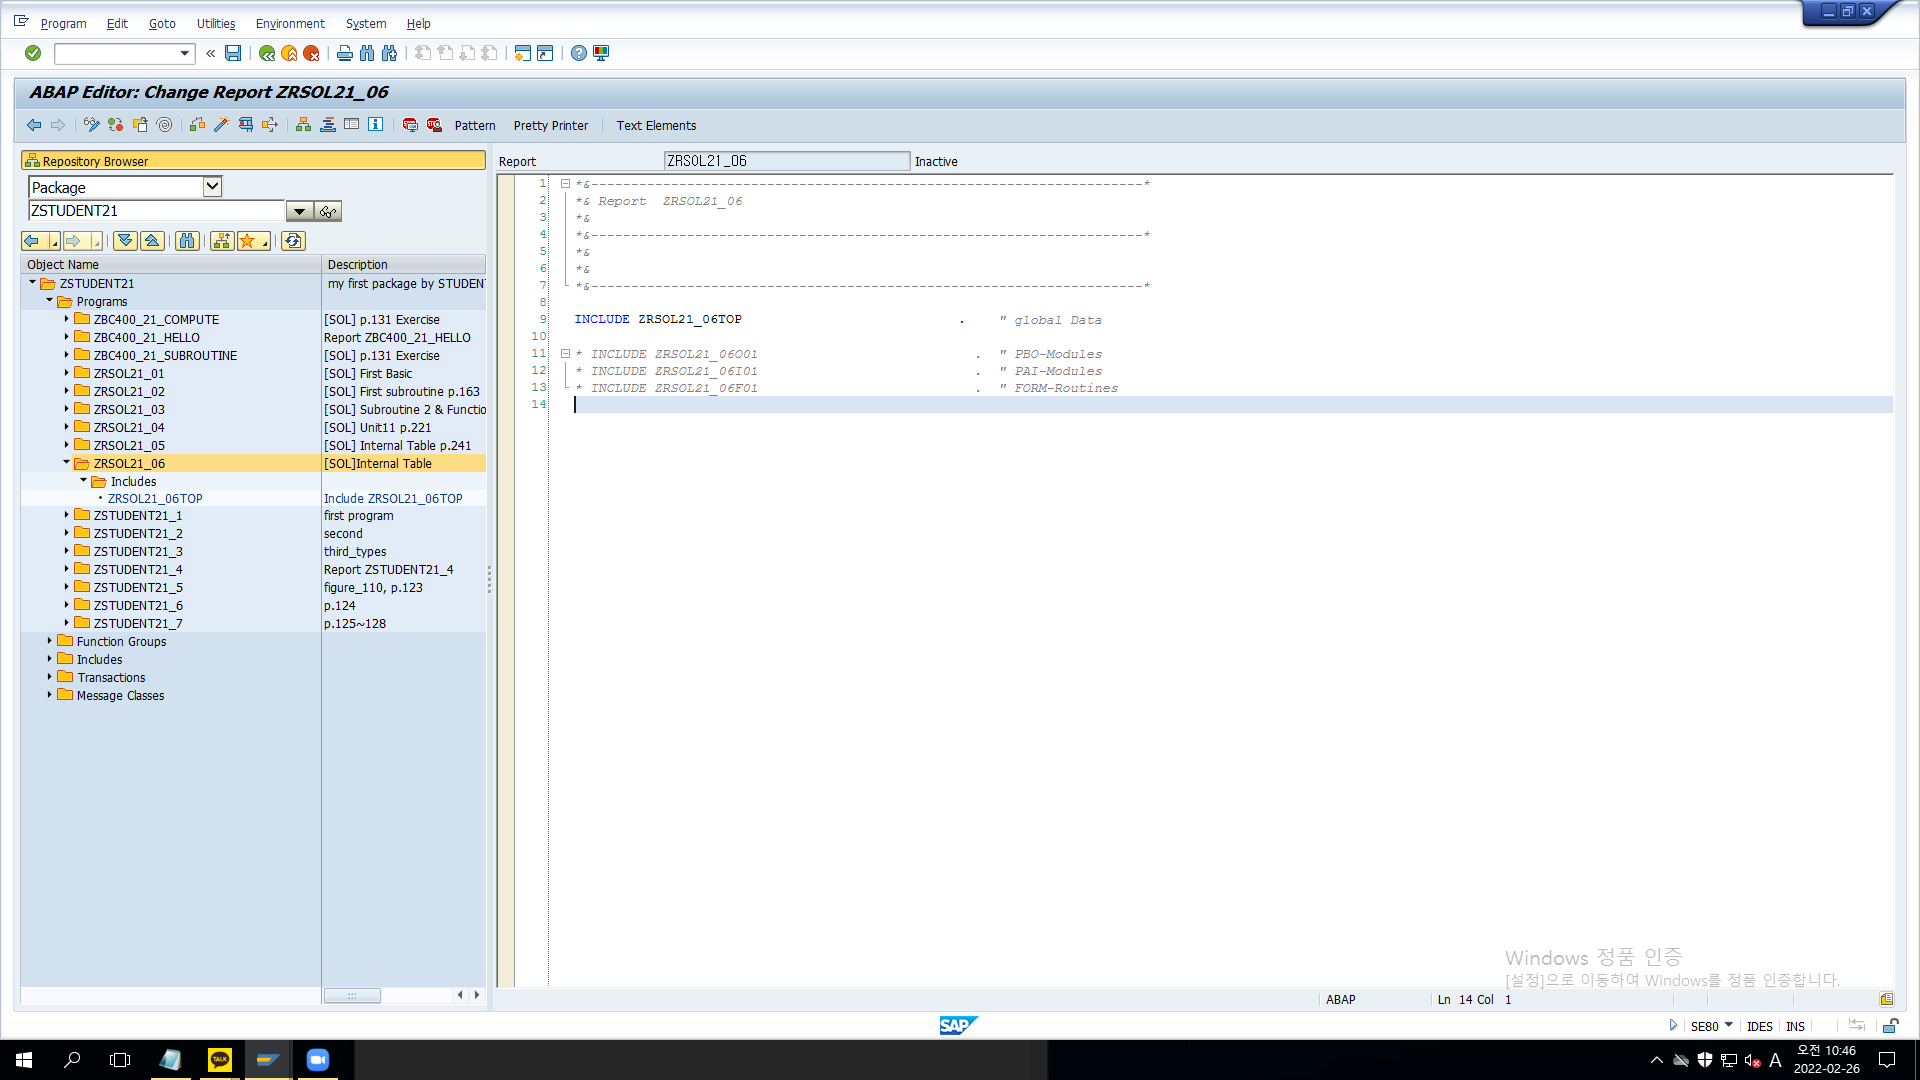 Program Edit Goto Utilities Environment System Help
ABAP Editor: Change Report ZRSOL21_06
Pattern Pretty Printer Text Elements
Repository Browser
Package
ZSTUDENT21
Object Name Description
ZSTUDENT21 my first package by STUDEN
Programs
ZBC400_21_COMPUTE [SOL] p.131 Exercise
ZBC400_21_HELLO Report ZBC400_21_HELLO
ZBC400_21_SUBROUTINE [SOL] p.131 Exercise
ZRSOL21_01 [SOL] First Basic
ZRSOL21_02 [SOL] First subroutine p.163
ZRSOL21_03 [SOL] Subroutine 2 & Functio
ZRSOL21_04 [SOL] Unit11 p.221
ZRSOL21_05 [SOL] Internal Table p.241
ZRSOL21_06 [SOL]Internal Table
Includes
ZRSOL21_06TOP Include ZRSOL21_06TOP
ZSTUDENT21_1 first program
ZSTUDENT21_2 second
ZSTUDENT21_3 third_types
ZSTUDENT21_4 Report ZSTUDENT21_4
ZSTUDENT21_5 figure_110, p.123
ZSTUDENT21_6 p.124
ZSTUDENT21_7 p.125~128
Function Groups
Includes
Transactions
Message Classes
Report ZRSOL21_06 Inactive
1 *&---------------------------------------------------------------------*
2 *& Report  ZRSOL21_06
3 *&
4 *&---------------------------------------------------------------------*
5 *&
6 *&
7 *&---------------------------------------------------------------------*
8
9 INCLUDE ZRSOL21_06TOP . " global Data
10
11 * INCLUDE ZRSOL21_06O01 . " PBO-Modules
12 * INCLUDE ZRSOL21_06I01 . " PAI-Modules
13 * INCLUDE ZRSOL21_06F01 . " FORM-Routines
14
Windows 정품 인증
[설정]으로 이동하여 Windows를 정품 인증합니다.
ABAP Ln 14 Col 1
SAP
SE80 IDES INS
TALK
A
오전 10:46
2022-02-26